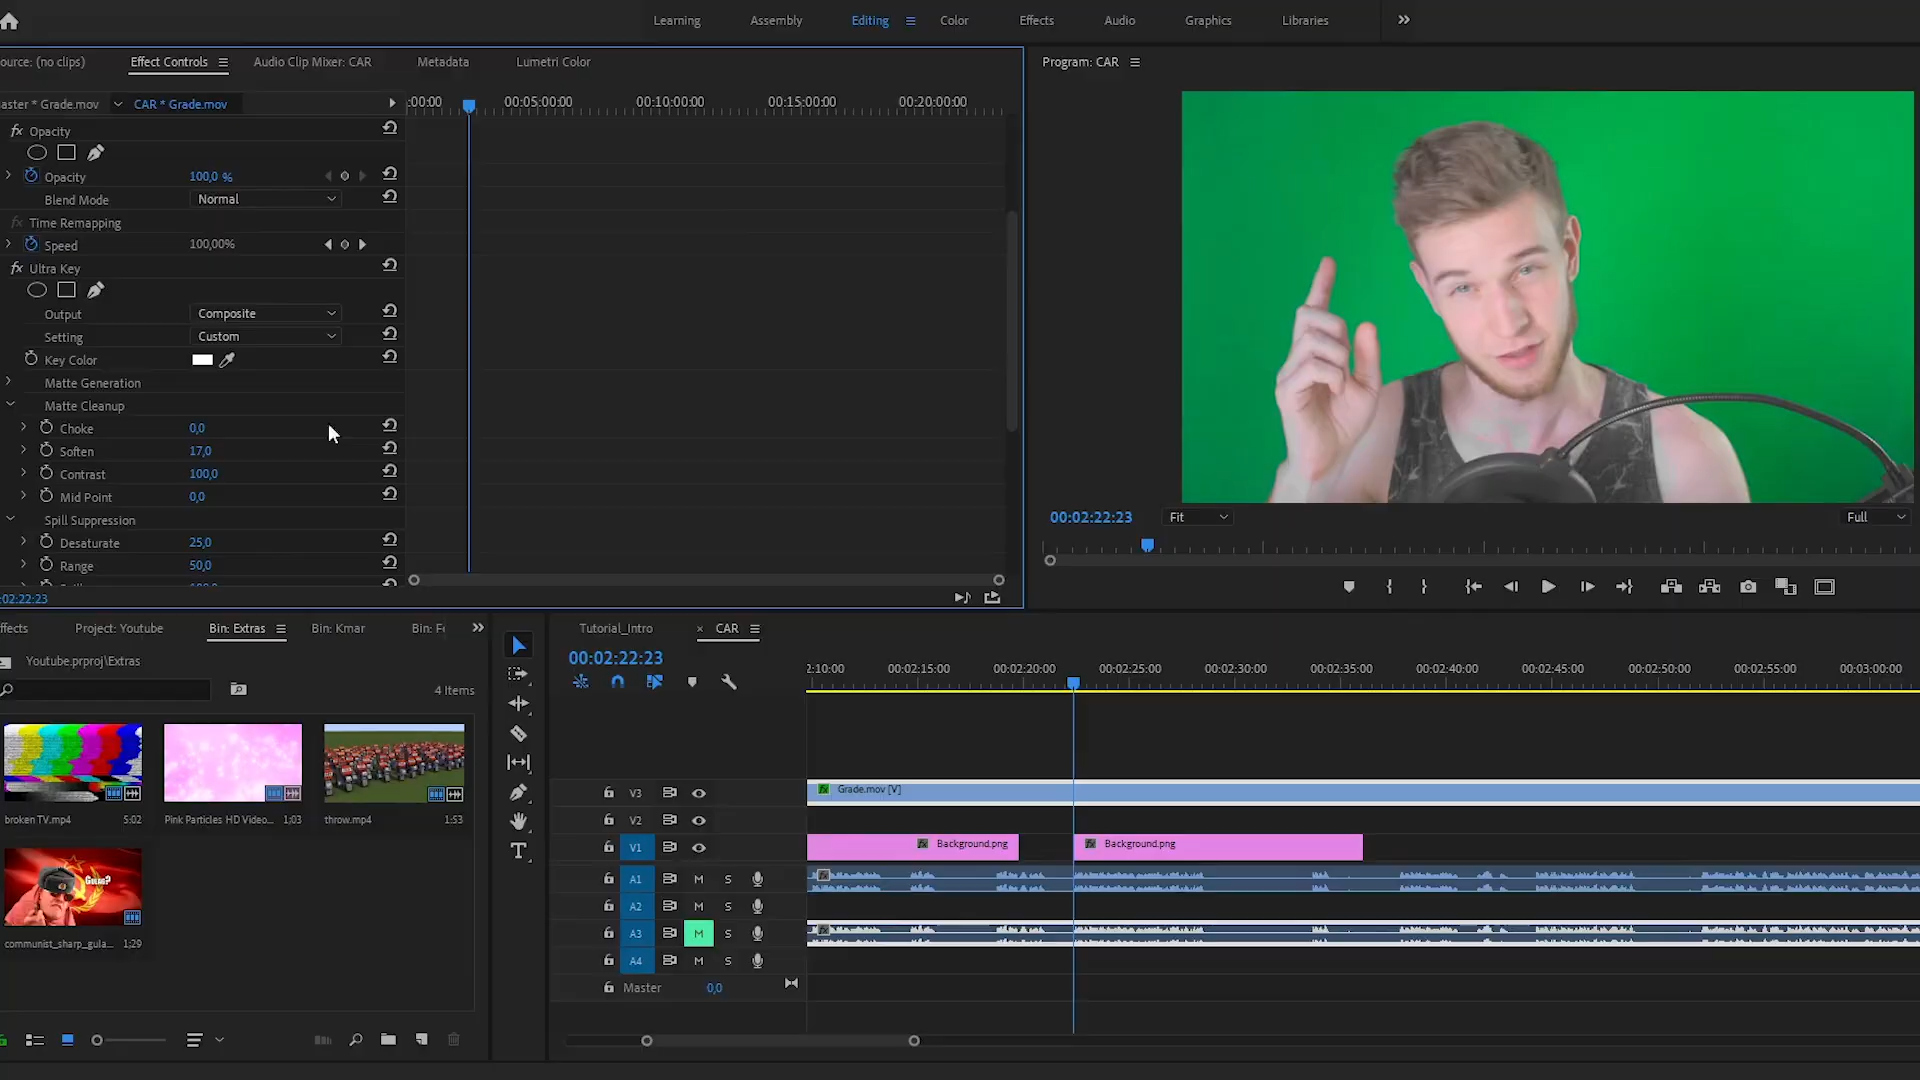 Learning Assembly Editing Color Effects Audio Graphics Libraries
ource: (no clips) Effect Controls Audio Clip Mixer: CAR Metadata Lumetri Color
Program: CAR
aster * Grade.mov CAR * Grade.mov
:00:00 00:05:00:00 00:10:00:00 00:15:00:00 00:20:00:00
fx Opacity
Opacity 100,0 %
Blend Mode Normal
fx Time Remapping
Speed 100,00%
fx Ultra Key
Output Composite
Setting Custom
Key Color
Matte Generation
Matte Cleanup
Choke 0,0
Soften 17,0
Contrast 100,0
Mid Point 0,0
Spill Suppression
Desaturate 25,0
Range 50,0
:02:22:23
00:02:22:23 Fit Full
ffects Project: Youtube Bin: Extras Bin: Kmar Bin: Fi
Youtube.prproj\Extras
4 Items
broken TV.mp4 5:02
Pink Particles HD Video... 1;03
throw.mp4 1:53
GULAG?
communist_sharp_gula... 1;29
Tutorial_Intro × CAR
00:02:22:23
2:10:00 00:02:15:00 00:02:20:00 00:02:25:00 00:02:30:00 00:02:35:00 00:02:40:00 00:02:45:00 00:02:50:00 00:02:55:00 00:03:00:00
V3 Grade.mov [V]
V2
V1 Background.png Background.png
A1 M S
A2 M S
A3 M S
A4 M S
Master 0,0